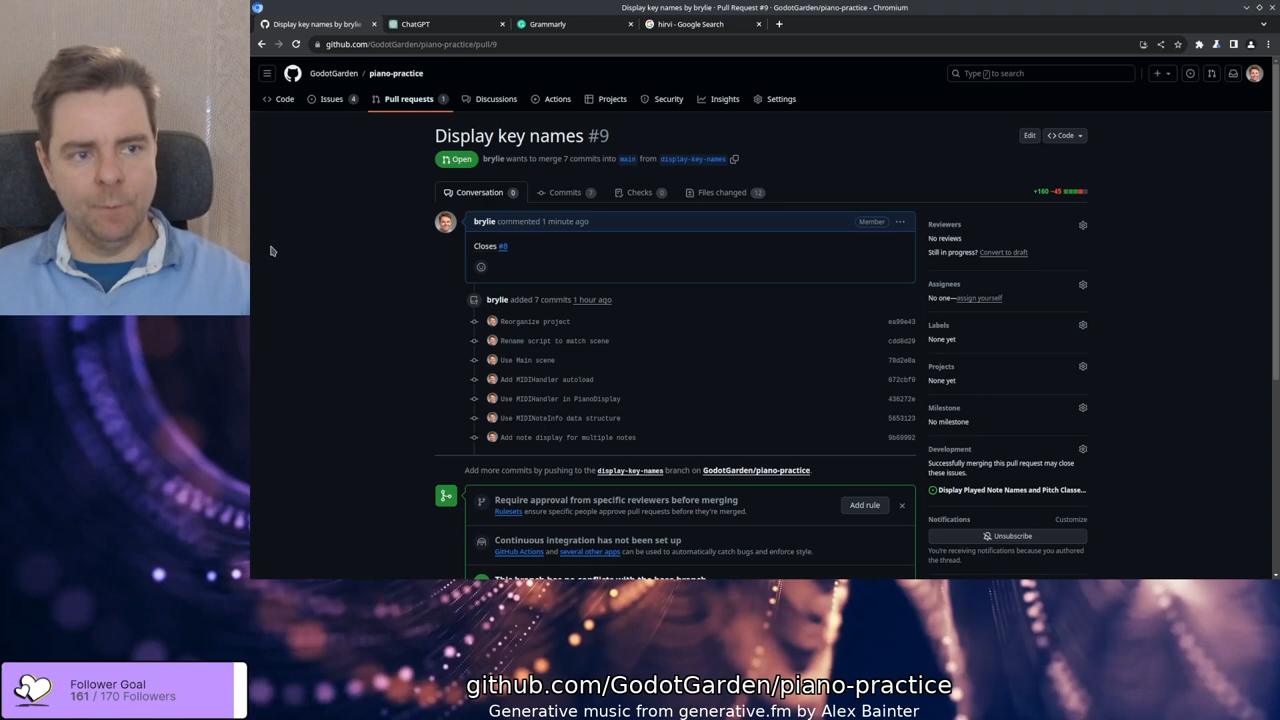 Display key names by brylie · Pull Request #9 · GodotGarden/piano-practice - Chromium
Display key names by brylie
ChatGPT
Grammarly
hirvi - Google Search
github.com/GodotGarden/piano-practice/pull/9
GodotGarden / piano-practice
Type / to search
Code
Issues 4
Pull requests 1
Discussions
Actions
Projects
Security
Insights
Settings
Display key names #9
Edit
<> Code
Open
brylie wants to merge 7 commits into main from display-key-names
Conversation 0
Commits 7
Checks 0
Files changed 12
+160 −45
brylie commented 1 minute ago
Member
Closes #8
brylie added 7 commits 1 hour ago
Reorganize project ea99e43
Rename script to match scene cdd8d29
Use Main scene 78d2e8a
Add MIDIHandler autoload 672cbf0
Use MIDIHandler in PianoDisplay 436272e
Use MIDINoteInfo data structure 5653123
Add note display for multiple notes 9b69992
Add more commits by pushing to the display-key-names branch on GodotGarden/piano-practice.
Require approval from specific reviewers before merging
Rulesets ensure specific people approve pull requests before they're merged.
Add rule
Continuous integration has not been set up
GitHub Actions and several other apps can be used to automatically catch bugs and enforce style.
This branch has no conflicts with the base branch
Reviewers
No reviews
Still in progress? Convert to draft
Assignees
No one—assign yourself
Labels
None yet
Projects
None yet
Milestone
No milestone
Development
Successfully merging this pull request may close
these issues.
Display Played Note Names and Pitch Classe...
Notifications
Customize
Unsubscribe
You're receiving notifications because you authored
the thread.
Follower Goal
161 / 170 Followers
github.com/GodotGarden/piano-practice
Generative music from generative.fm by Alex Bainter